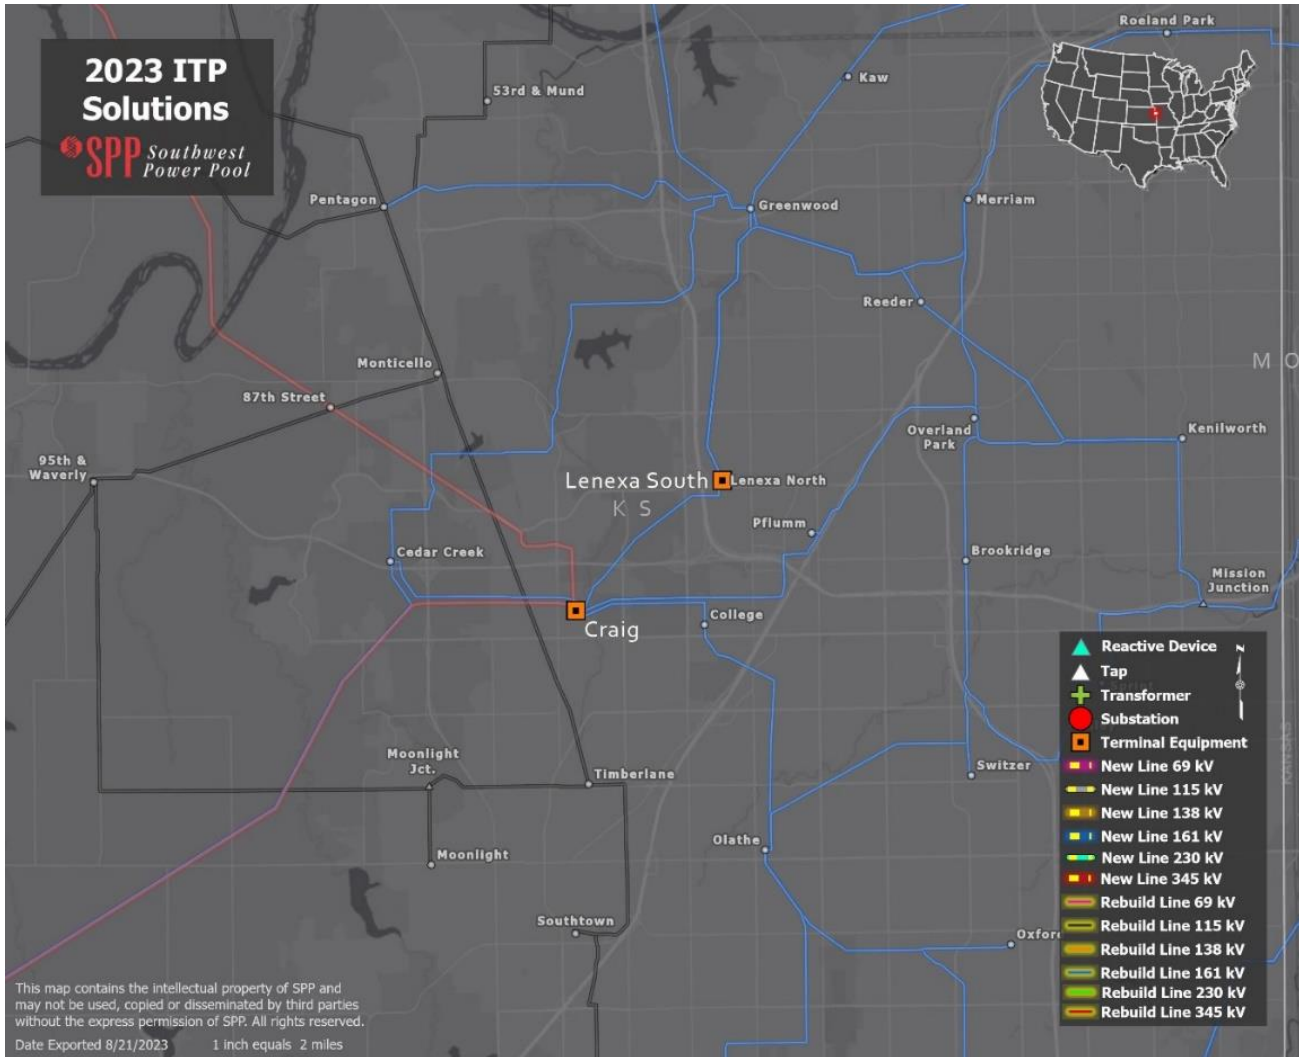 2023 ITP
Solutions
SPP Southwest
Power Pool
Roeland Park
Kaw
53rd & Mund
Pentagon
Greenwood
Merriam
Reeder
Monticello
M O
87th Street
Overland
Park
Kenilworth
95th &
Waverly
Lenexa South
Lenexa North
K S
Pflumm
Cedar Creek
Brookridge
Mission
Junction
College
Craig
Moonlight
Jct.
Timberlane
Switzer
Olathe
Moonlight
Southtown
Oxford
N
Reactive Device
Tap
Transformer
Substation
Terminal Equipment
New Line 69 kV
New Line 115 kV
New Line 138 kV
New Line 161 kV
New Line 230 kV
New Line 345 kV
Rebuild Line 69 kV
Rebuild Line 115 kV
Rebuild Line 138 kV
Rebuild Line 161 kV
Rebuild Line 230 kV
Rebuild Line 345 kV
KANSAS
This map contains the intellectual property of SPP and
may not be used, copied or disseminated by third parties
without the express permission of SPP. All rights reserved.
Date Exported 8/21/2023 1 inch equals 2 miles